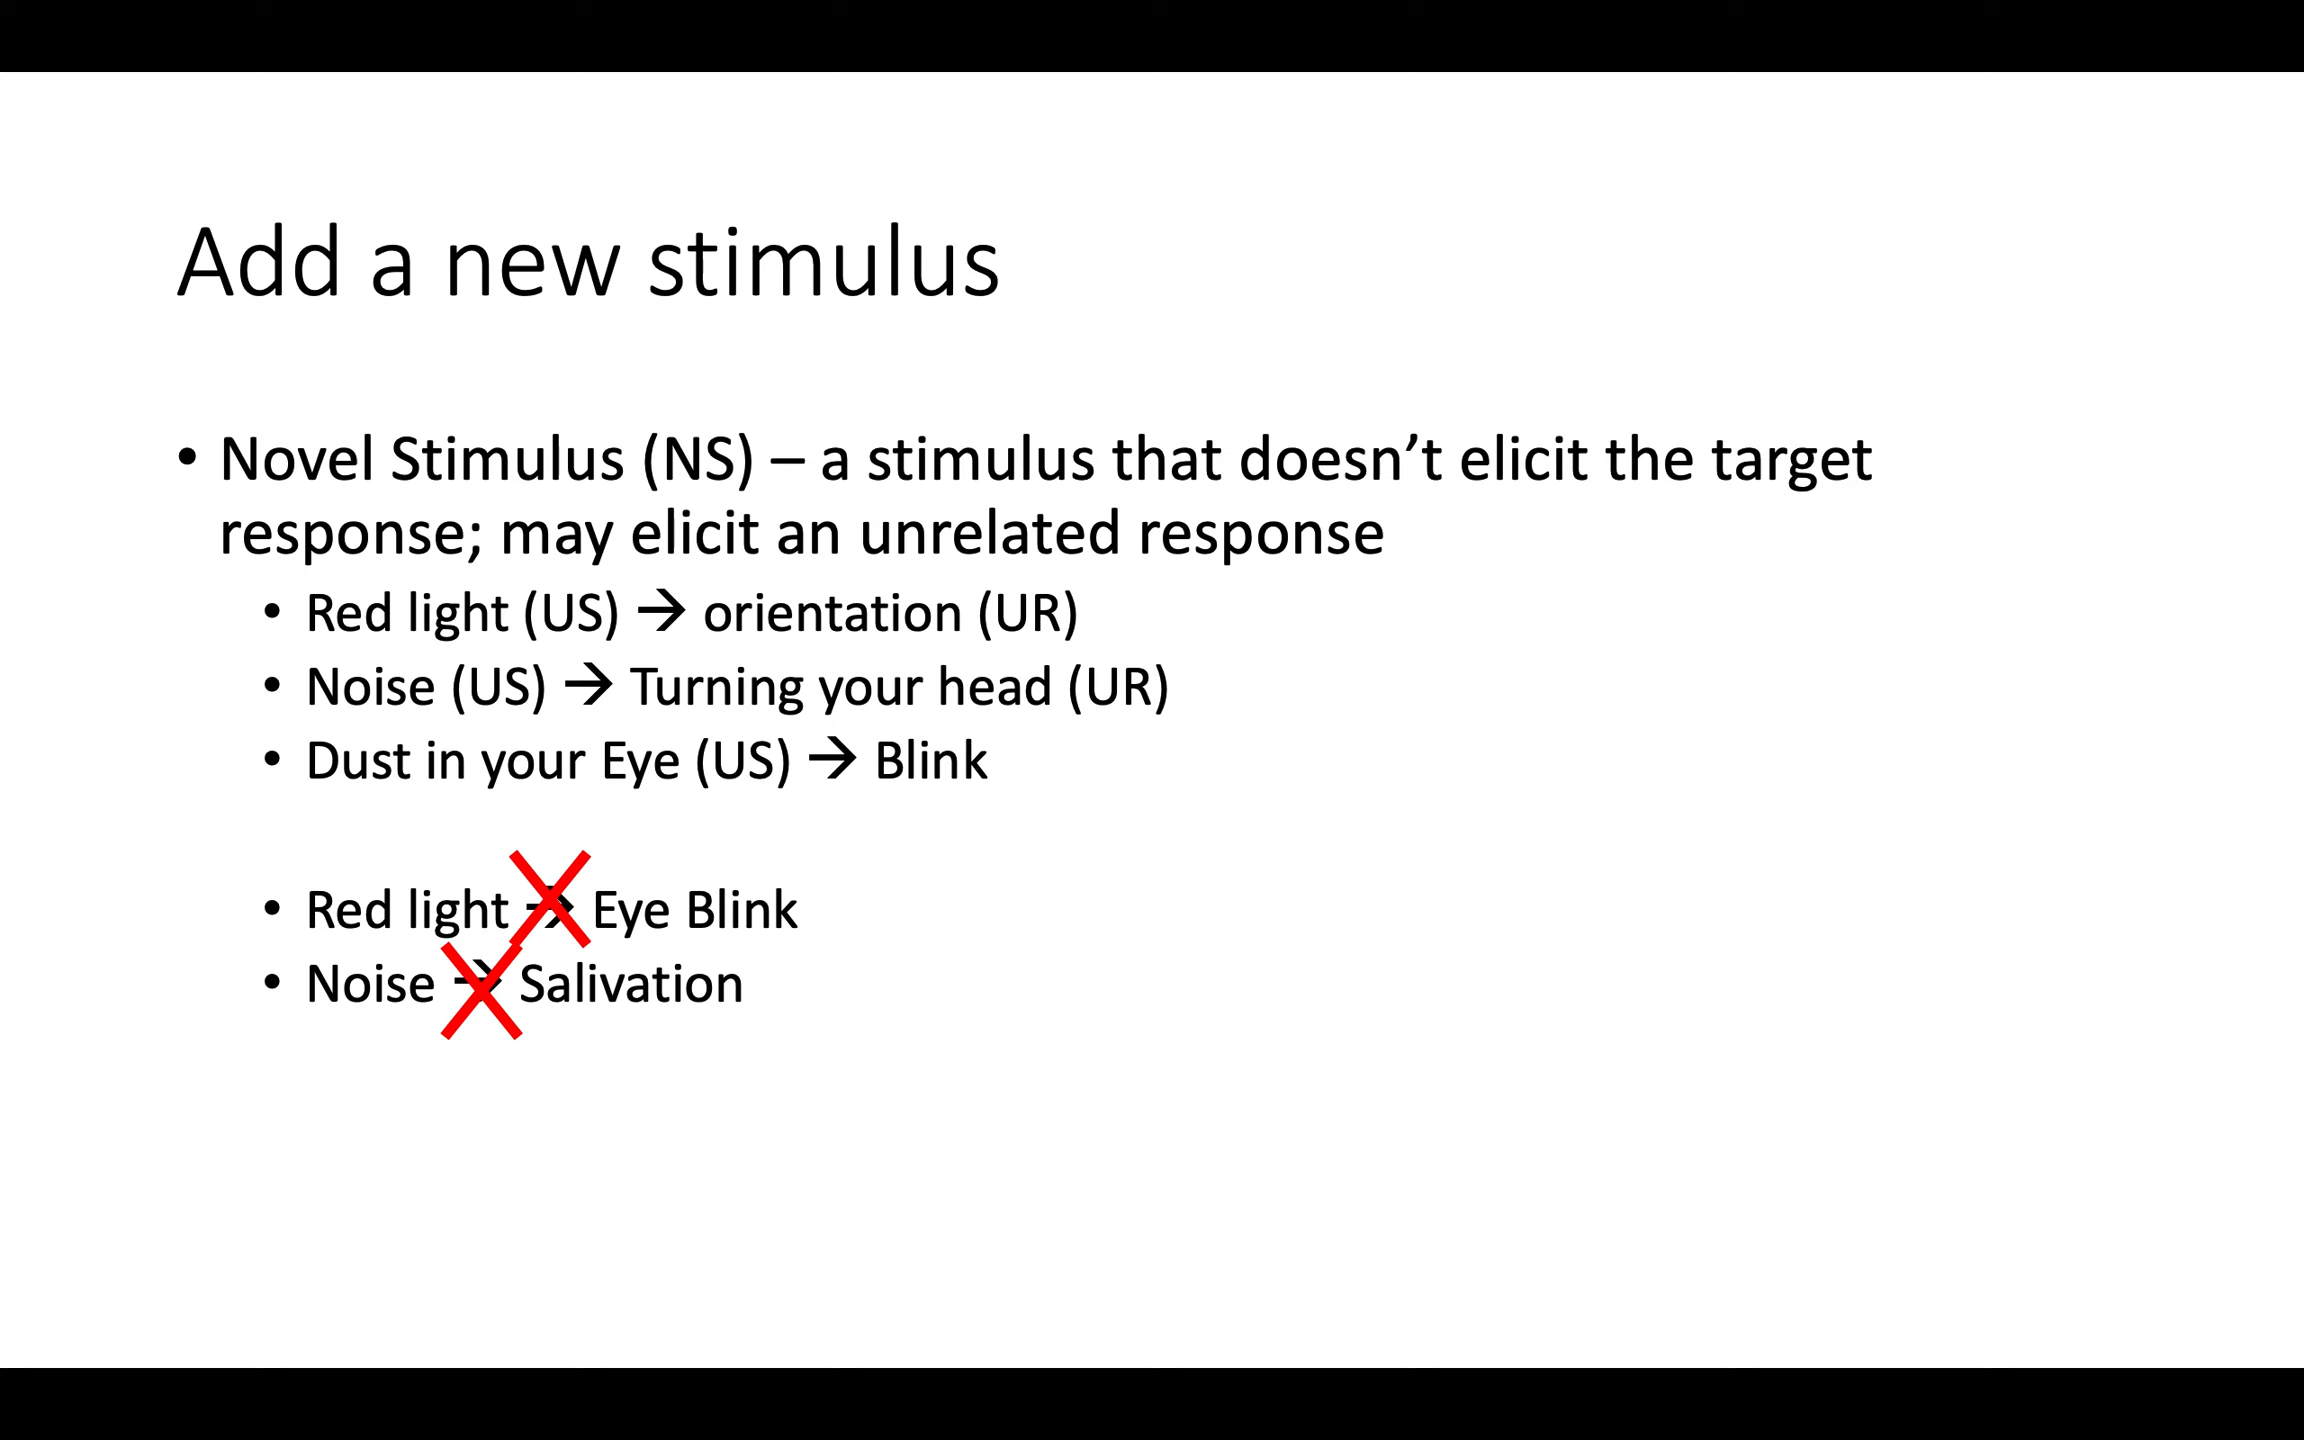 Add a new stimulus
• Novel Stimulus (NS) – a stimulus that doesn’t elicit the target
response; may elicit an unrelated response
• Red light (US) → orientation (UR)
• Noise (US) → Turning your head (UR)
• Dust in your Eye (US) → Blink
• Red light → Eye Blink
• Noise → Salivation